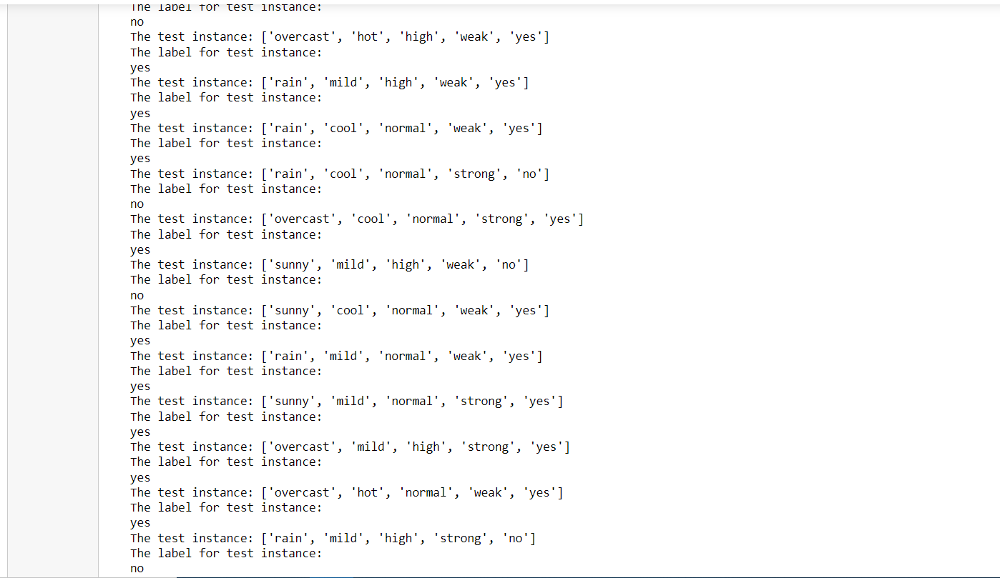 The label for test instance:
no
The test instance: ['overcast', 'hot', 'high', 'weak', 'yes']
The label for test instance:
yes
The test instance: ['rain', 'mild', 'high', 'weak', 'yes']
The label for test instance:
yes
The test instance: ['rain', 'cool', 'normal', 'weak', 'yes']
The label for test instance:
yes
The test instance: ['rain', 'cool', 'normal', 'strong', 'no']
The label for test instance:
no
The test instance: ['overcast', 'cool', 'normal', 'strong', 'yes']
The label for test instance:
yes
The test instance: ['sunny', 'mild', 'high', 'weak', 'no']
The label for test instance:
no
The test instance: ['sunny', 'cool', 'normal', 'weak', 'yes']
The label for test instance:
yes
The test instance: ['rain', 'mild', 'normal', 'weak', 'yes']
The label for test instance:
yes
The test instance: ['sunny', 'mild', 'normal', 'strong', 'yes']
The label for test instance:
yes
The test instance: ['overcast', 'mild', 'high', 'strong', 'yes']
The label for test instance:
yes
The test instance: ['overcast', 'hot', 'normal', 'weak', 'yes']
The label for test instance:
yes
The test instance: ['rain', 'mild', 'high', 'strong', 'no']
The label for test instance:
no